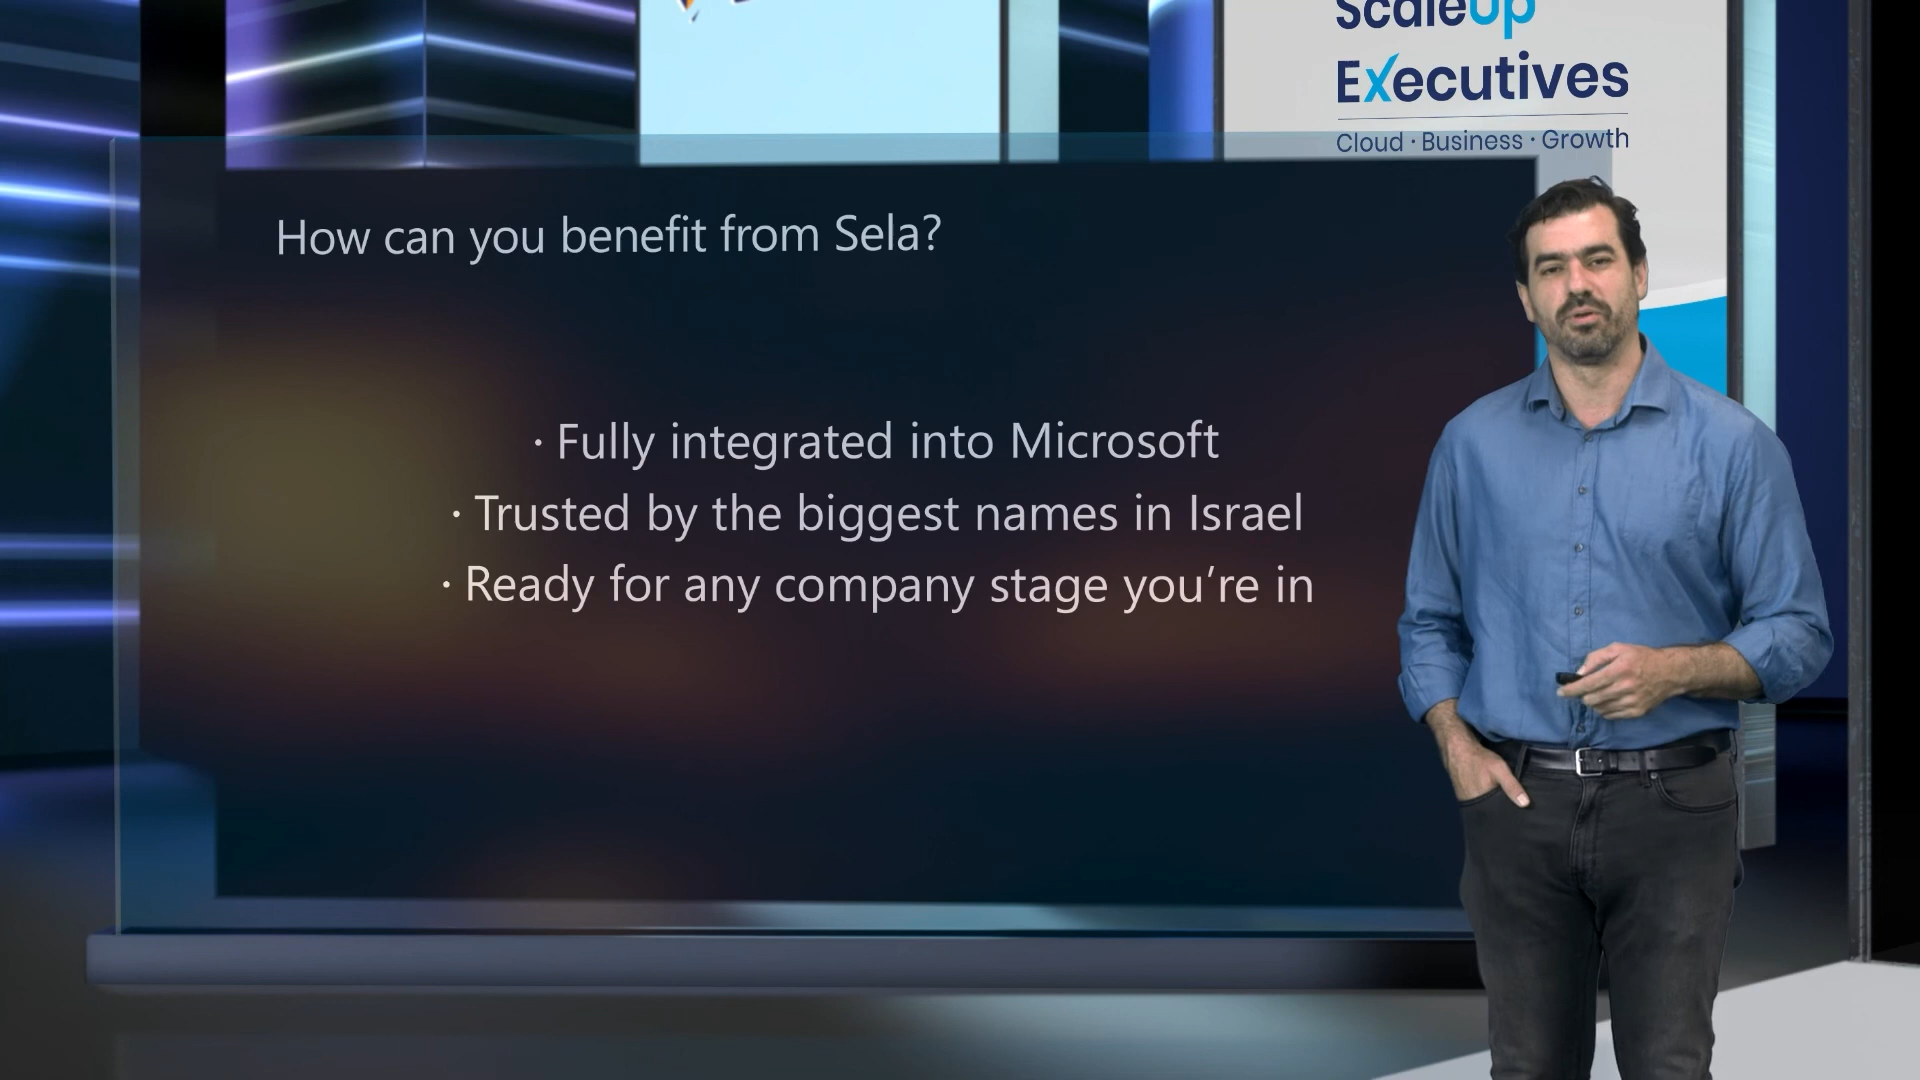 ScaleUp
Executives
Cloud · Business · Growth
How can you benefit from Sela?
· Fully integrated into Microsoft
· Trusted by the biggest names in Israel
· Ready for any company stage you're in